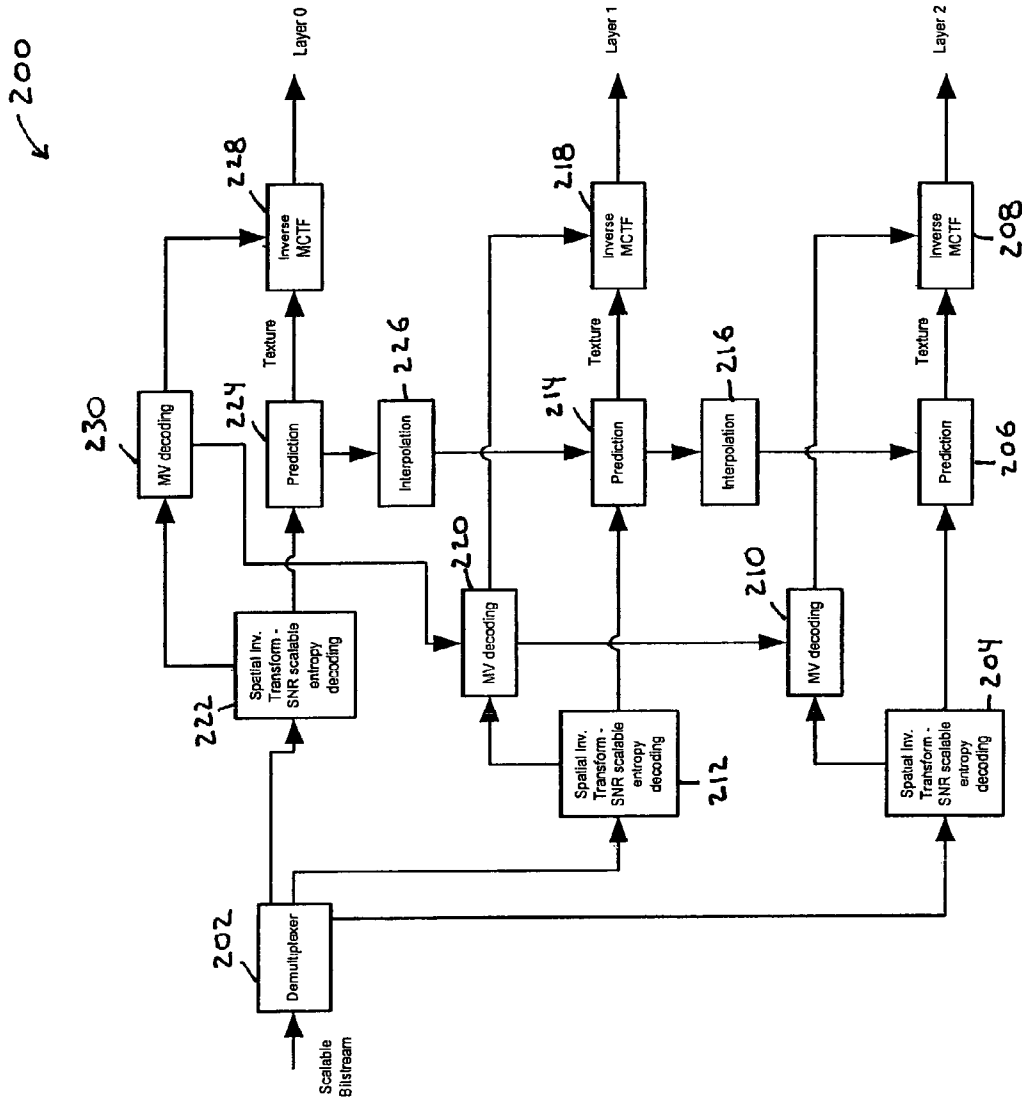 200
230
MV decoding
228
Inverse
MCTF
Layer 0
Texture
224
Prediction
226
Interpolation
222
Spatial Inv.
Transform -
SNR scalable
entropy
decoding
202
Demultiplexer
Scalable
Bitstream
220
MV decoding
218
Inverse
MCTF
Layer 1
Texture
214
Prediction
216
Interpolation
212
Spatial Inv.
Transform -
SNR scalable
entropy
decoding
210
MV decoding
208
Inverse
MCTF
Layer 2
Texture
206
Prediction
204
Spatial Inv.
Transform -
SNR scalable
entropy
decoding